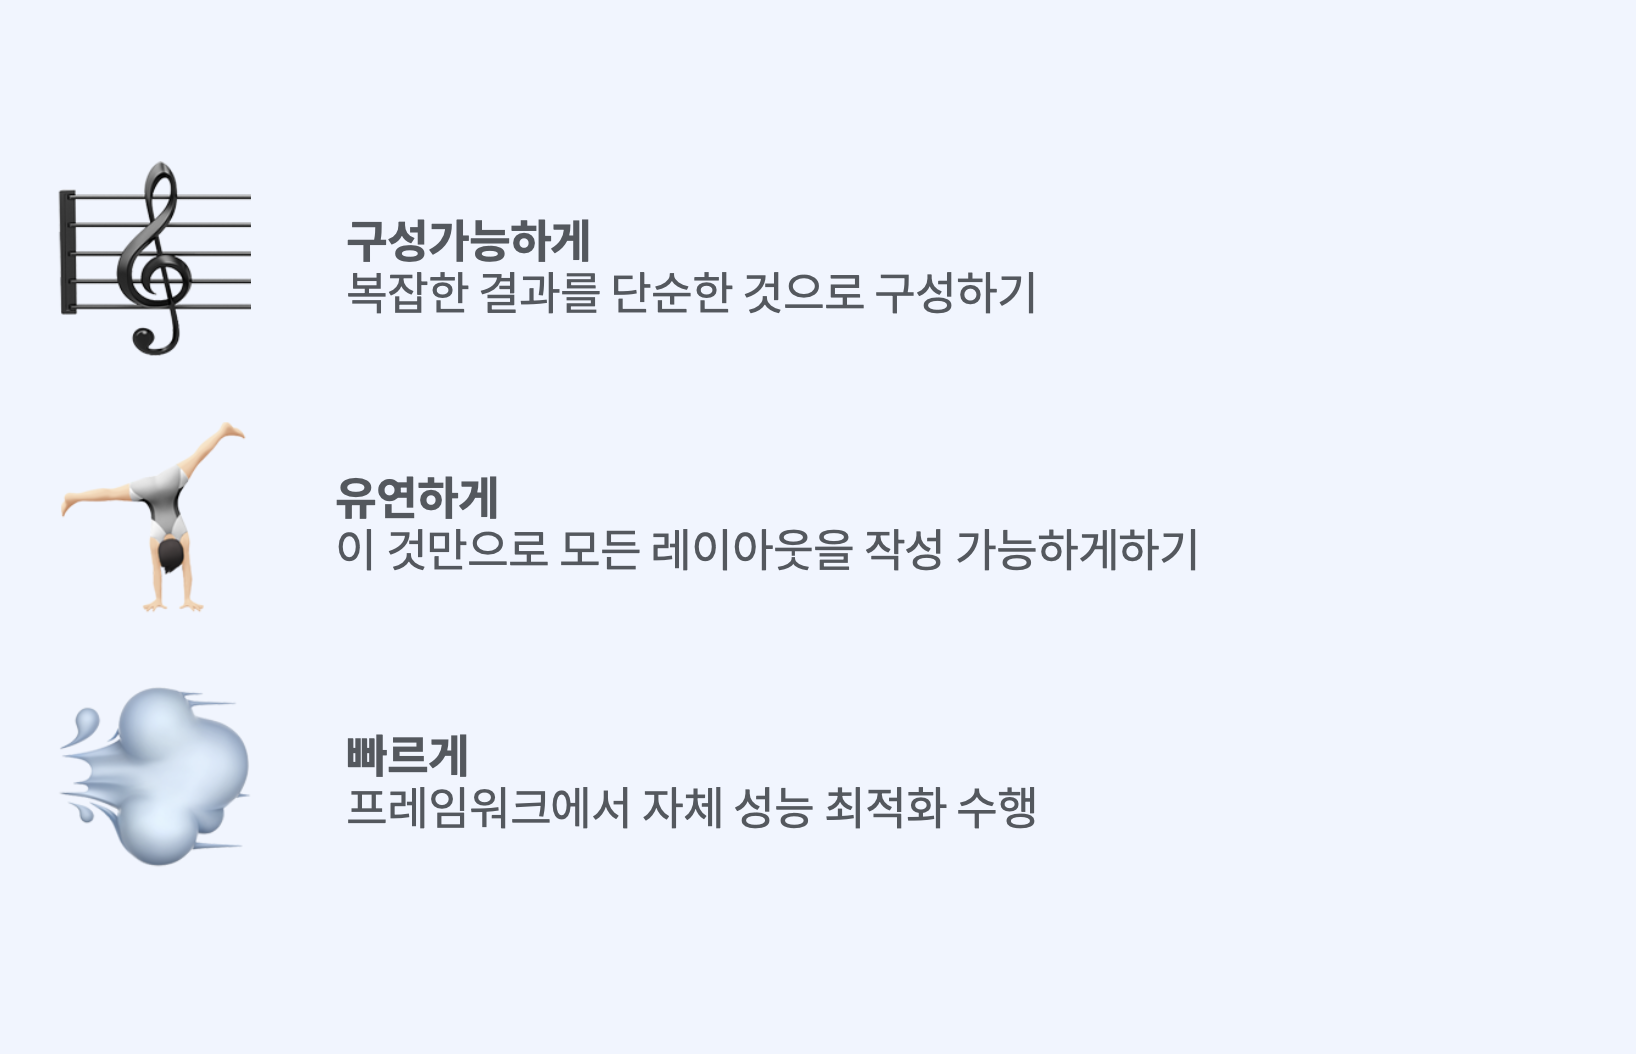 구성가능하게
복잡한 결과를 단순한 것으로 구성하기
유연하게
이 것만으로 모든 레이아웃을 작성 가능하게하기
빠르게
프레임워크에서 자체 성능 최적화 수행